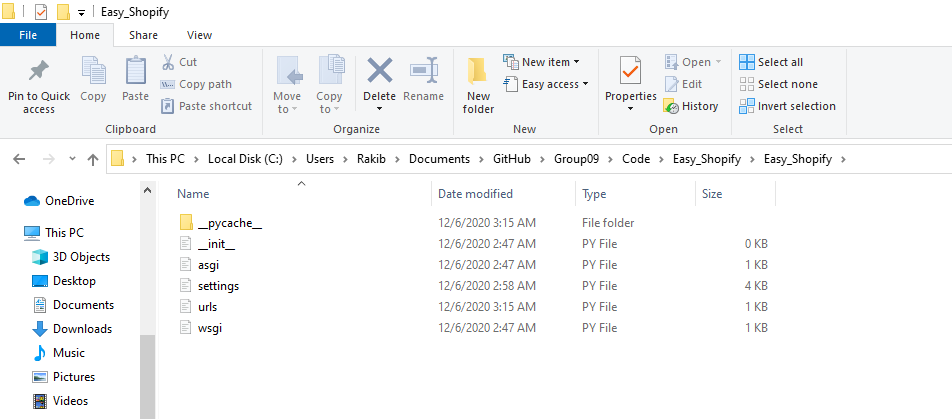 Easy_Shopify
File Home Share View
Pin to Quick access
Copy
Paste
Cut
Copy path
Paste shortcut
Clipboard
Move to
Copy to
Delete
Rename
Organize
New folder
New item
Easy access
New
Properties
Open
Edit
History
Open
Select all
Select none
Invert selection
Select
This PC Local Disk (C:) Users Rakib Documents GitHub Group09 Code Easy_Shopify Easy_Shopify
OneDrive
This PC
3D Objects
Desktop
Documents
Downloads
Music
Pictures
Videos
Name Date modified Type Size
__pycache__ 12/6/2020 3:15 AM File folder
__init__ 12/6/2020 2:47 AM PY File 0 KB
asgi 12/6/2020 2:47 AM PY File 1 KB
settings 12/6/2020 2:58 AM PY File 4 KB
urls 12/6/2020 3:15 AM PY File 1 KB
wsgi 12/6/2020 2:47 AM PY File 1 KB